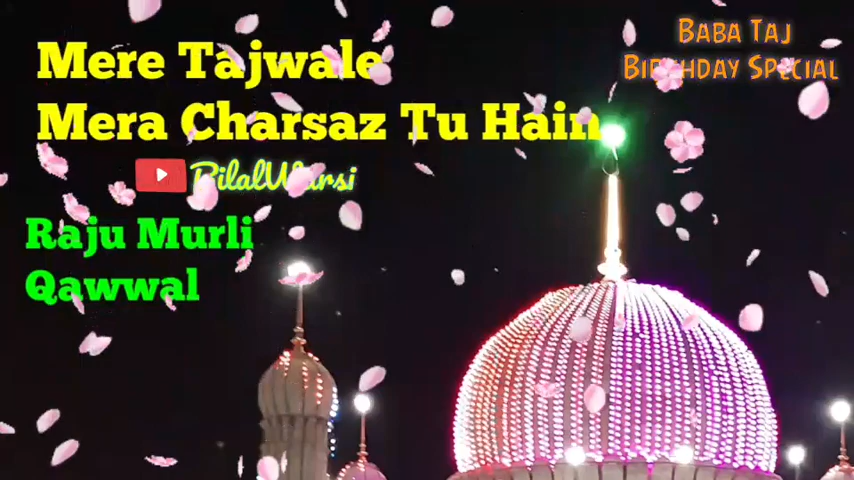 Mere Tajwale
Mera Charsaz Tu Hain
BilalWarsi
Raju Murli
Qawwal
Baba Taj
Birthday Special